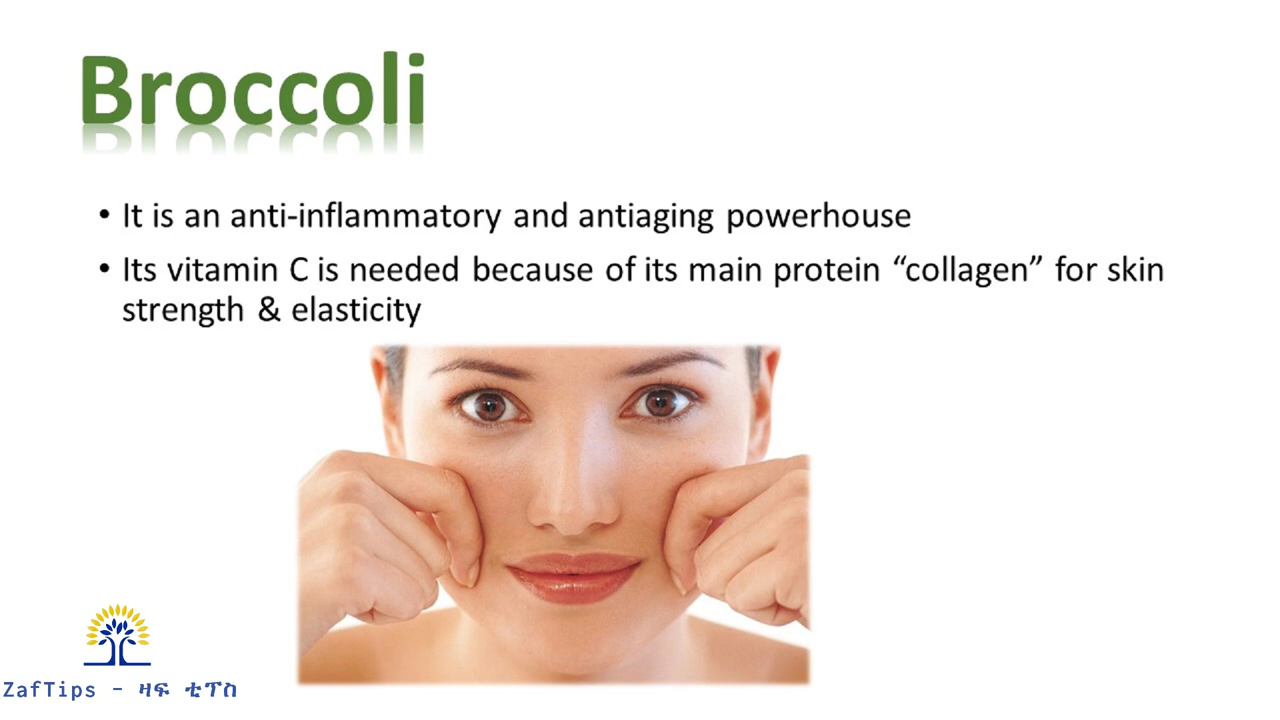 Broccoli
• It is an anti-inflammatory and antiaging powerhouse
• Its vitamin C is needed because of its main protein “collagen” for skin
strength & elasticity
ZafTips - ዛፍ ቲፕስ